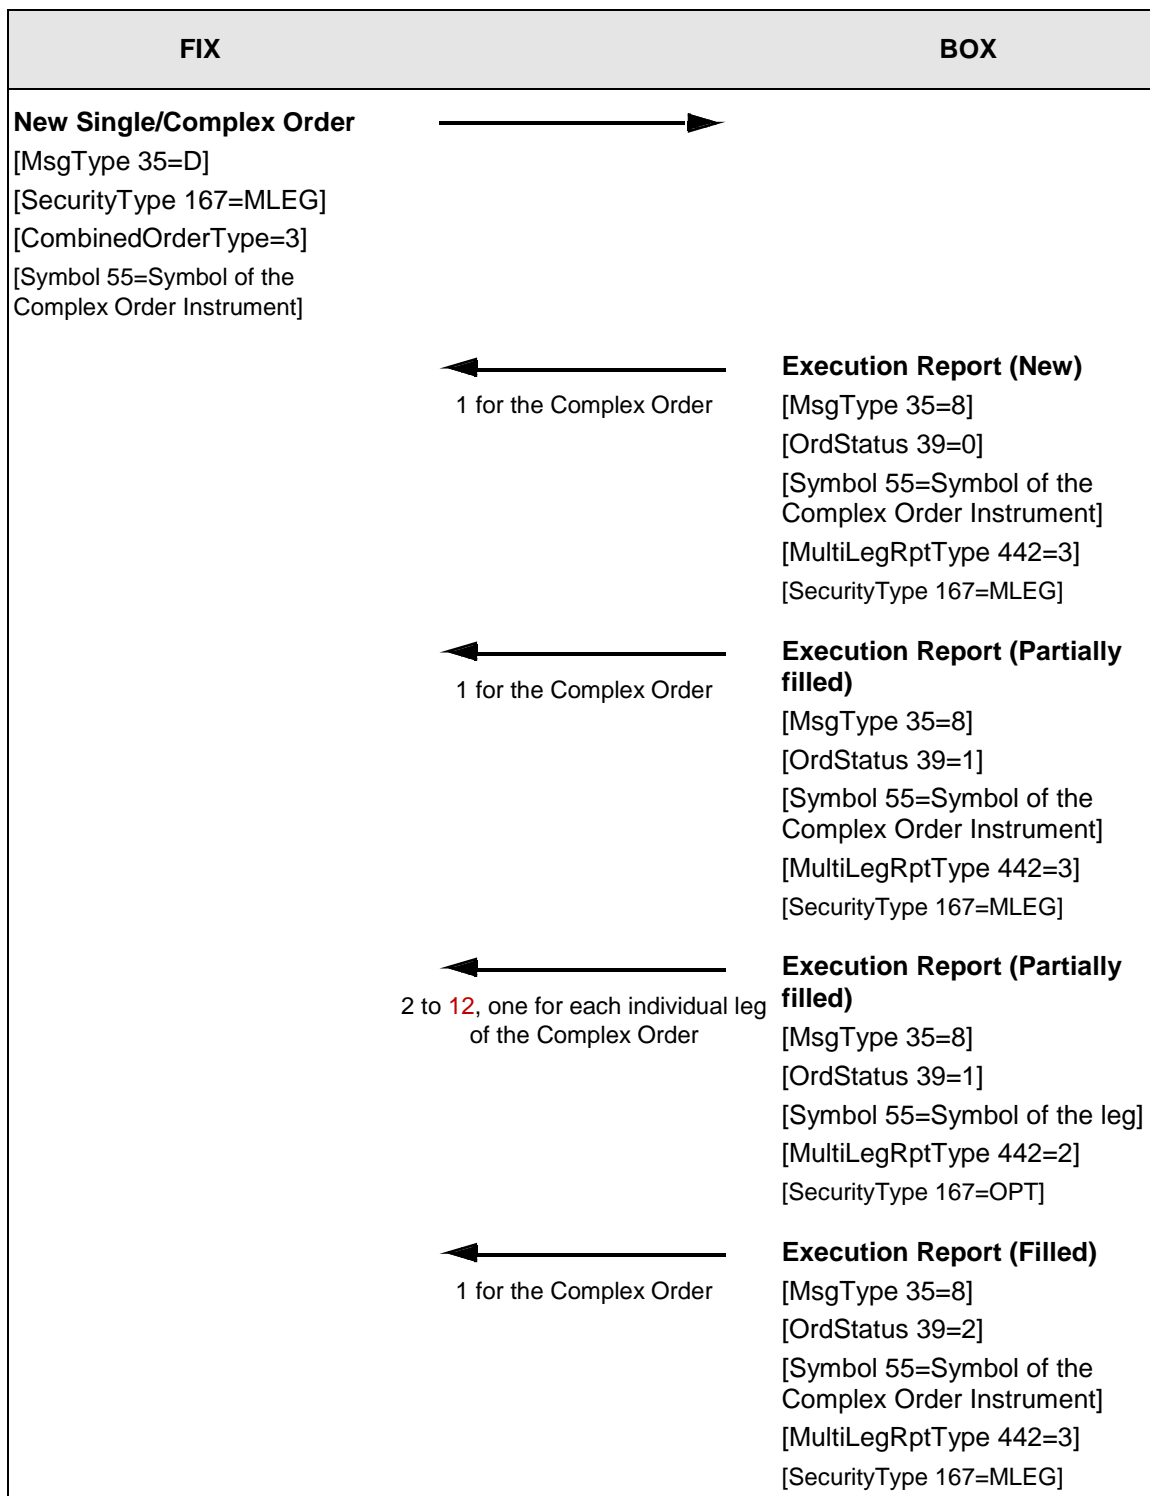 FIX
BOX
New Single/Complex Order
[MsgType 35=D]
[SecurityType 167=MLEG]
[CombinedOrderType=3]
[Symbol 55=Symbol of the
Complex Order Instrument]
1 for the Complex Order
Execution Report (New)
[MsgType 35=8]
[OrdStatus 39=0]
[Symbol 55=Symbol of the
Complex Order Instrument]
[MultiLegRptType 442=3]
[SecurityType 167=MLEG]
1 for the Complex Order
Execution Report (Partially
filled)
[MsgType 35=8]
[OrdStatus 39=1]
[Symbol 55=Symbol of the
Complex Order Instrument]
[MultiLegRptType 442=3]
[SecurityType 167=MLEG]
2 to 12, one for each individual leg
of the Complex Order
Execution Report (Partially
filled)
[MsgType 35=8]
[OrdStatus 39=1]
[Symbol 55=Symbol of the leg]
[MultiLegRptType 442=2]
[SecurityType 167=OPT]
1 for the Complex Order
Execution Report (Filled)
[MsgType 35=8]
[OrdStatus 39=2]
[Symbol 55=Symbol of the
Complex Order Instrument]
[MultiLegRptType 442=3]
[SecurityType 167=MLEG]